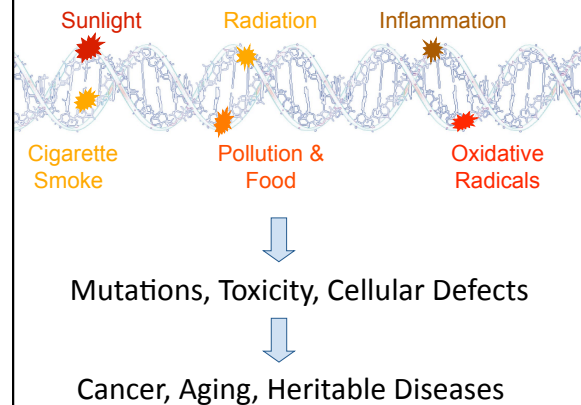 Sunlight Radiation Inflammation
Cigarette Smoke
Pollution & Food
Oxidative Radicals
Mutations, Toxicity, Cellular Defects
Cancer, Aging, Heritable Diseases